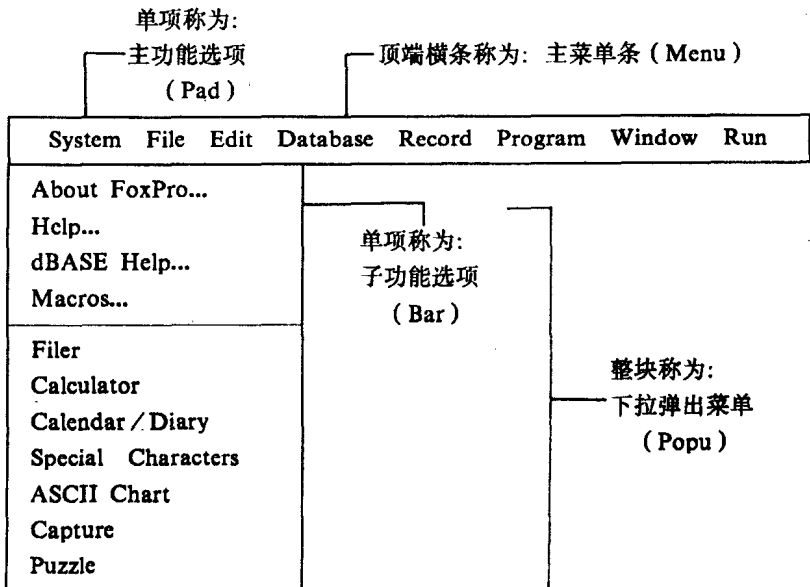 单项称为:
主功能选项
(Pad)
顶端横条称为: 主菜单条(Menu)
System File Edit Database Record Program Window Run
About FoxPro...
Help...
dBASE Help...
Macros...
单项称为:
子功能选项
(Bar)
Filer
Calculator
Calendar/Diary
Special Characters
ASCII Chart
Capture
Puzzle
整块称为:
下拉弹出菜单
(Popu)